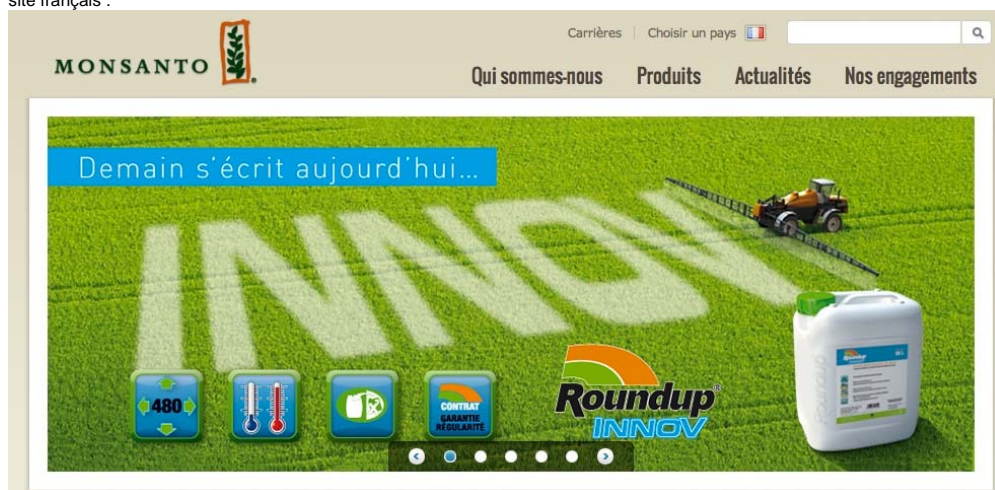 site français :
Carrières Choisir un pays
MONSANTO
Qui sommes-nous Produits Actualités Nos engagements
Demain s'écrit aujourd'hui...
INNOV
480
CONTRAT
GARANTIE
RÉGULARITÉ
Roundup®
INNOV
Roundup